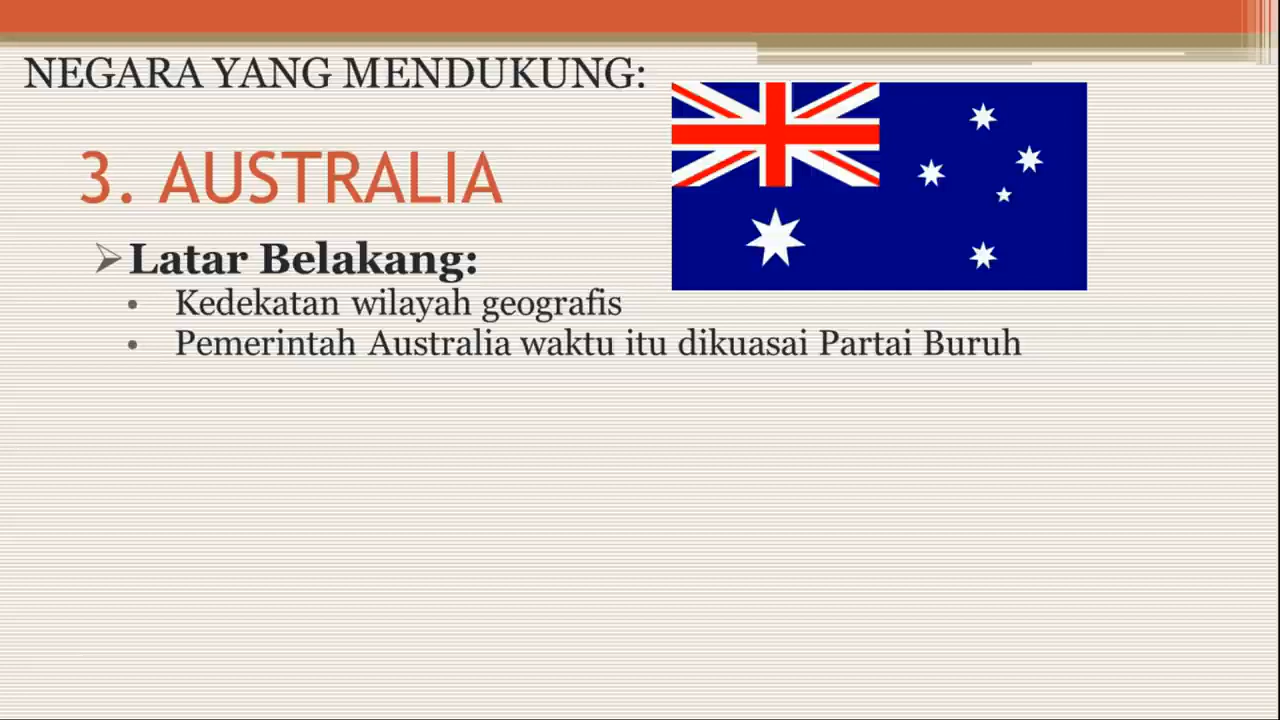 NEGARA YANG MENDUKUNG:
3. AUSTRALIA
➢Latar Belakang:
• Kedekatan wilayah geografis
• Pemerintah Australia waktu itu dikuasai Partai Buruh